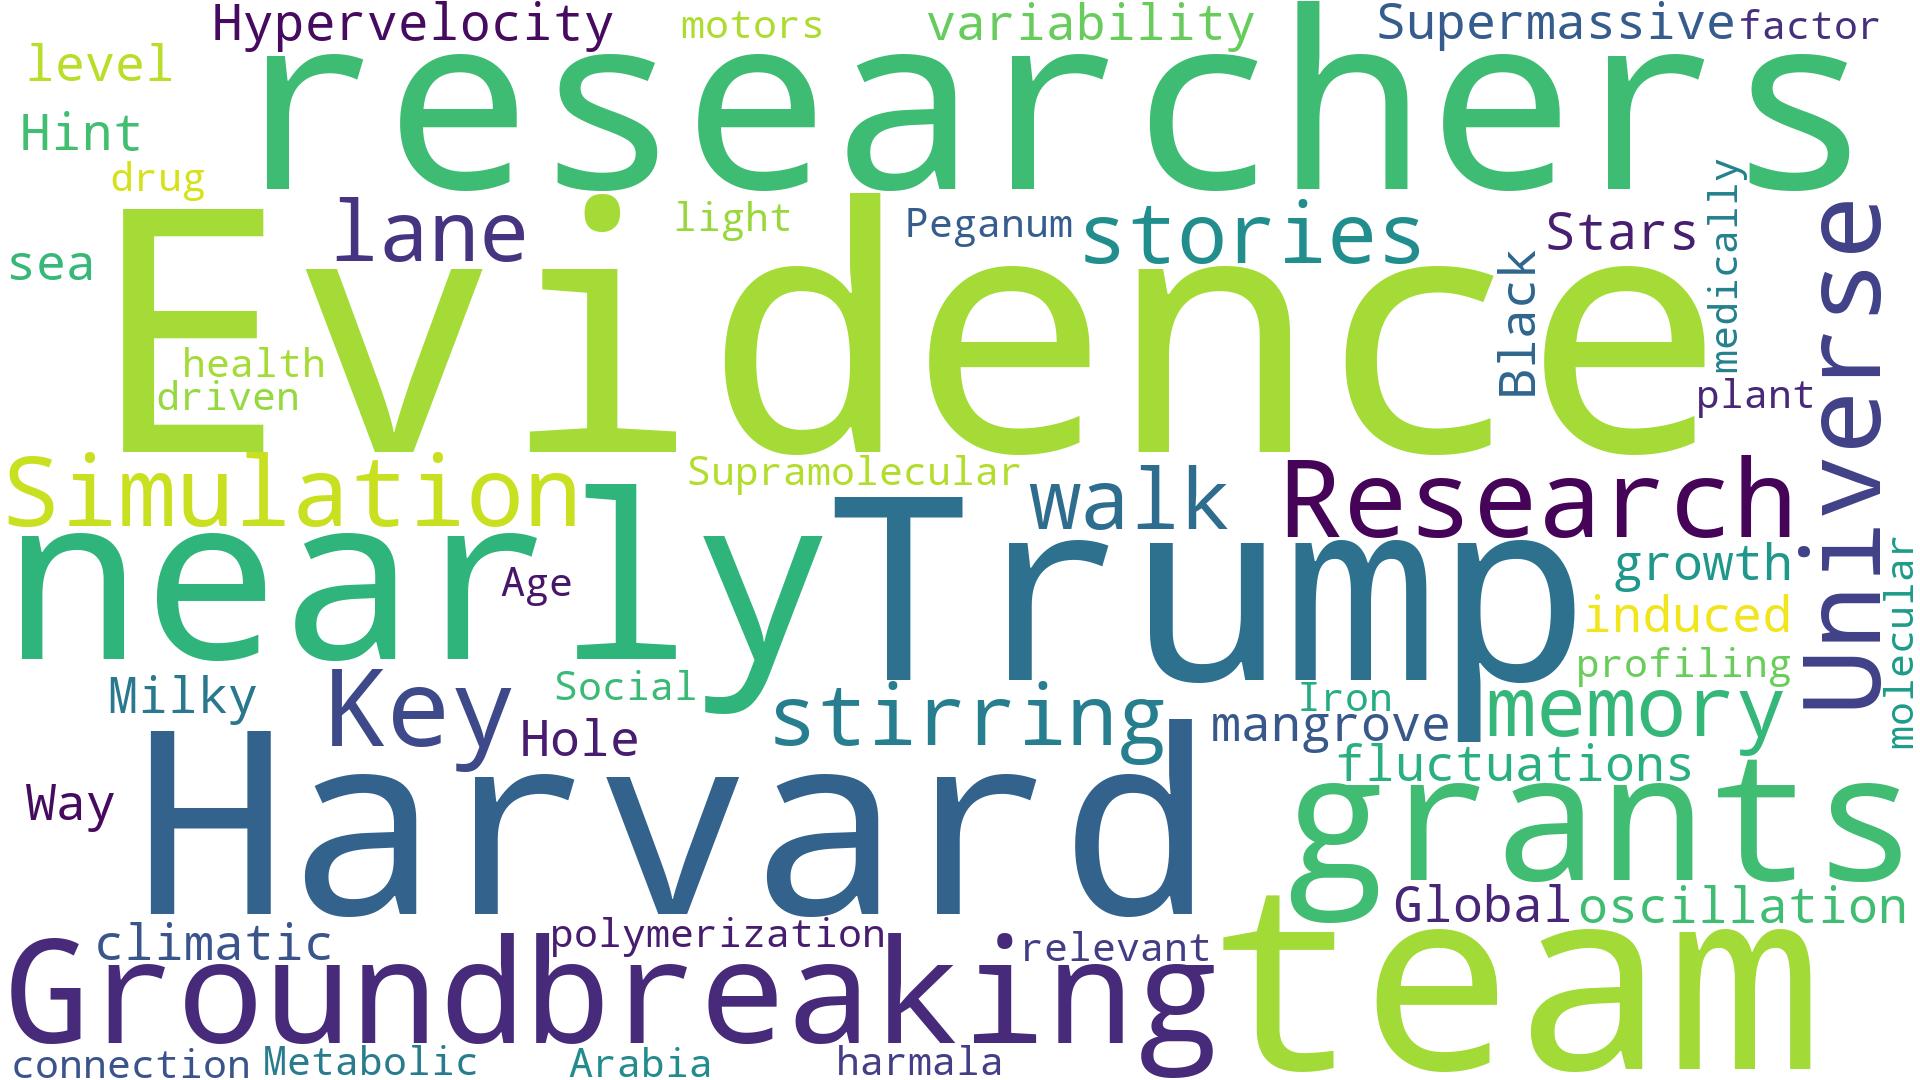 Hypervelocity
motors
variability
Supermassive
factor
level
researchers
Hint
drug
medically
lane
light
Peganum
stories
Stars
Universe
sea
Evidence
Black
health
driven
plant
Simulation
Supramolecular
walk
Research
nearly
Trump
Age
growth
induced
molecular
profiling
Milky
Key
Social
stirring
Iron
memory
Hole
mangrove
fluctuations
Way
Harvard
grants
Global
oscillation
climatic
polymerization
relevant
Groundbreaking
team
connection
Metabolic
Arabia
harmala